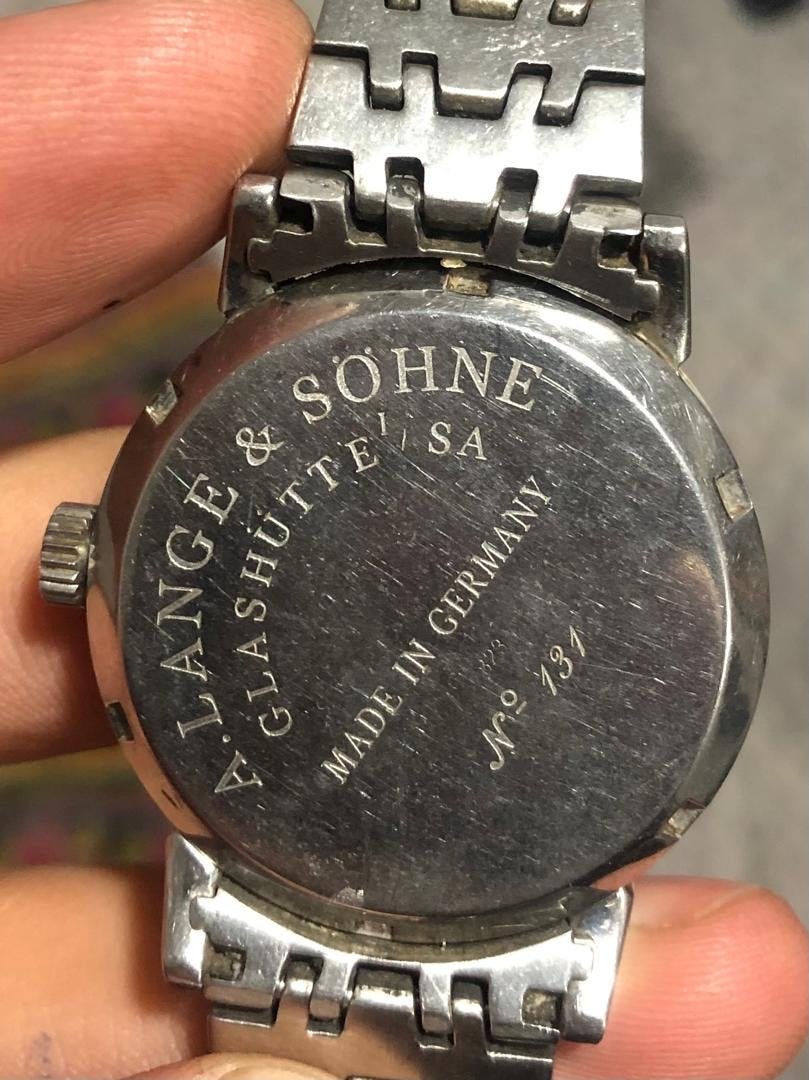 A. LANGE & SÖHNE
GLASHÜTTE I/SA
MADE IN GERMANY
Nº 131